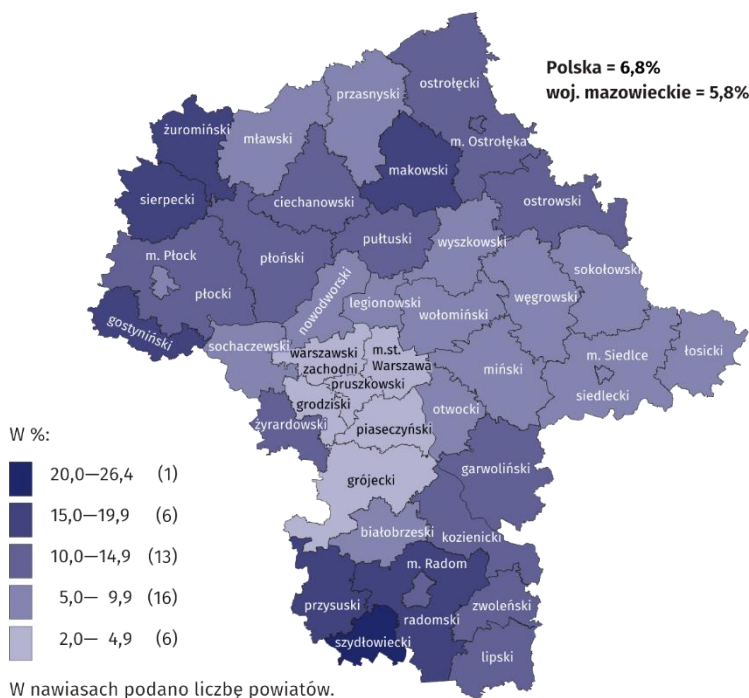 Polska = 6,8%
woj. mazowieckie = 5,8%
ostrołęcki
przasnyski
żuromiński
mławski
m. Ostrołęka
makowski
sierpecki
ciechanowski
ostrowski
pułtuski
wyszkowski
m. Płock
płoński
sokołowski
płocki
nowodworski
legionowski
węgrowski
wołomiński
gostyniński
sochaczewski
warszawski
zachodni
m.st.
Warszawa
miński
m. Siedlce
łosicki
pruszkowski
siedlecki
grodziski
otwocki
żyrardowski
piaseczyński
garwoliński
grójecki
białobrzeski
kozienicki
m. Radom
przysuski
zwoleński
radomski
szydłowiecki
lipski
W %:
20,0—26,4 (1)
15,0—19,9 (6)
10,0—14,9 (13)
5,0— 9,9 (16)
2,0— 4,9 (6)
W nawiasach podano liczbę powiatów.